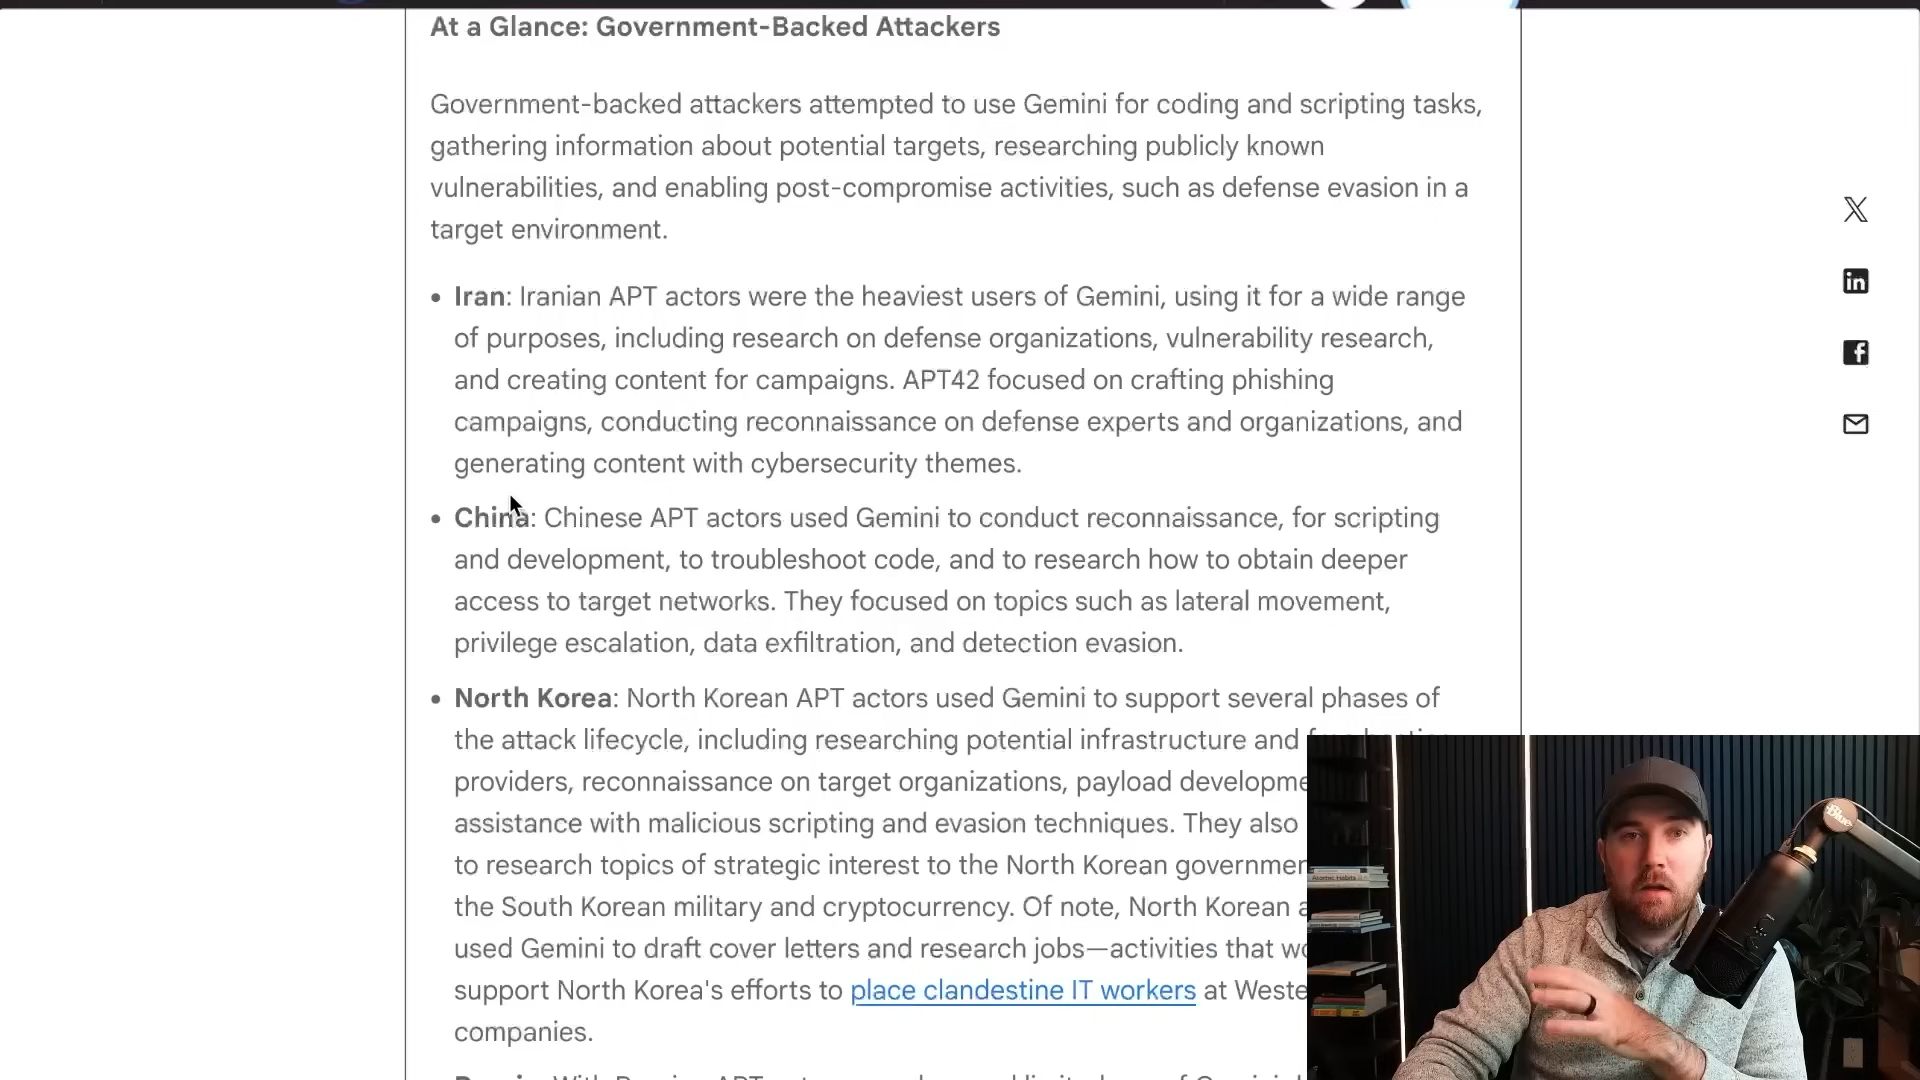 At a Glance: Government-Backed Attackers
Government-backed attackers attempted to use Gemini for coding and scripting tasks,
gathering information about potential targets, researching publicly known
vulnerabilities, and enabling post-compromise activities, such as defense evasion in a
target environment.
• Iran: Iranian APT actors were the heaviest users of Gemini, using it for a wide range
of purposes, including research on defense organizations, vulnerability research,
and creating content for campaigns. APT42 focused on crafting phishing
campaigns, conducting reconnaissance on defense experts and organizations, and
generating content with cybersecurity themes.
• China: Chinese APT actors used Gemini to conduct reconnaissance, for scripting
and development, to troubleshoot code, and to research how to obtain deeper
access to target networks. They focused on topics such as lateral movement,
privilege escalation, data exfiltration, and detection evasion.
• North Korea: North Korean APT actors used Gemini to support several phases of
the attack lifecycle, including researching potential infrastructure and
providers, reconnaissance on target organizations, payload developme
assistance with malicious scripting and evasion techniques. They also
to research topics of strategic interest to the North Korean governmen
the South Korean military and cryptocurrency. Of note, North Korean a
used Gemini to draft cover letters and research jobs—activities that wo
support North Korea's efforts to place clandestine IT workers at Weste
companies.
Blue
Atomic Habits